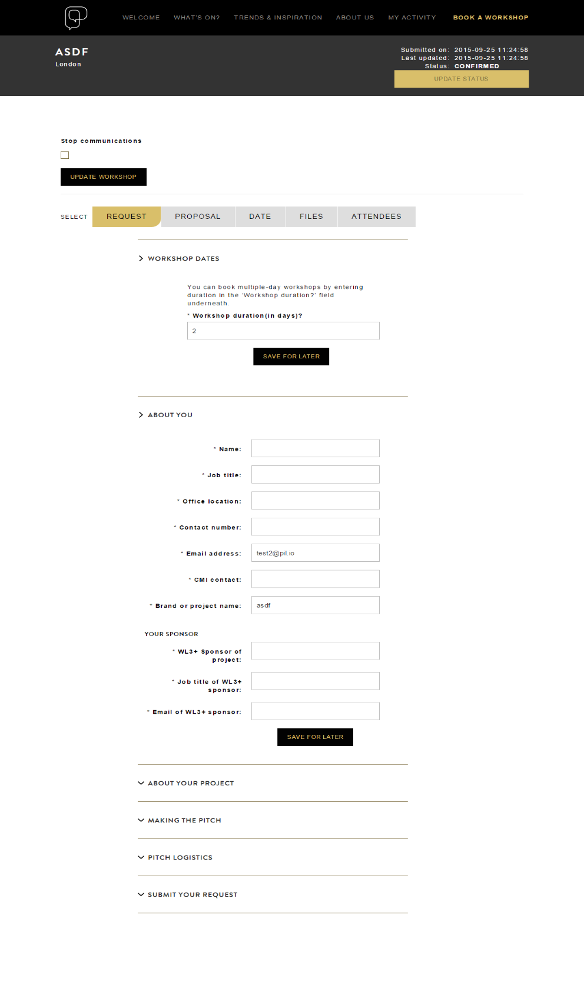 WELCOME WHAT'S ON? TRENDS & INSPIRATION ABOUT US MY ACTIVITY BOOK A WORKSHOP
ASDF
London
Submitted on: 2015-09-25 11:24:58
Last updated: 2015-09-25 11:24:58
Status: CONFIRMED
UPDATE STATUS
Stop communications
UPDATE WORKSHOP
SELECT REQUEST PROPOSAL DATE FILES ATTENDEES
WORKSHOP DATES
You can book multiple-day workshops by entering
duration in the 'Workshop duration?' field
underneath.
* Workshop duration(in days)?
2
SAVE FOR LATER
ABOUT YOU
* Name:
* Job title:
* Office location:
* Contact number:
* Email address: test2@pil.io
* CMI contact:
* Brand or project name: asdf
YOUR SPONSOR
* WL3+ Sponsor of
project:
* Job title of WL3+
sponsor:
* Email of WL3+ sponsor:
SAVE FOR LATER
ABOUT YOUR PROJECT
MAKING THE PITCH
PITCH LOGISTICS
SUBMIT YOUR REQUEST